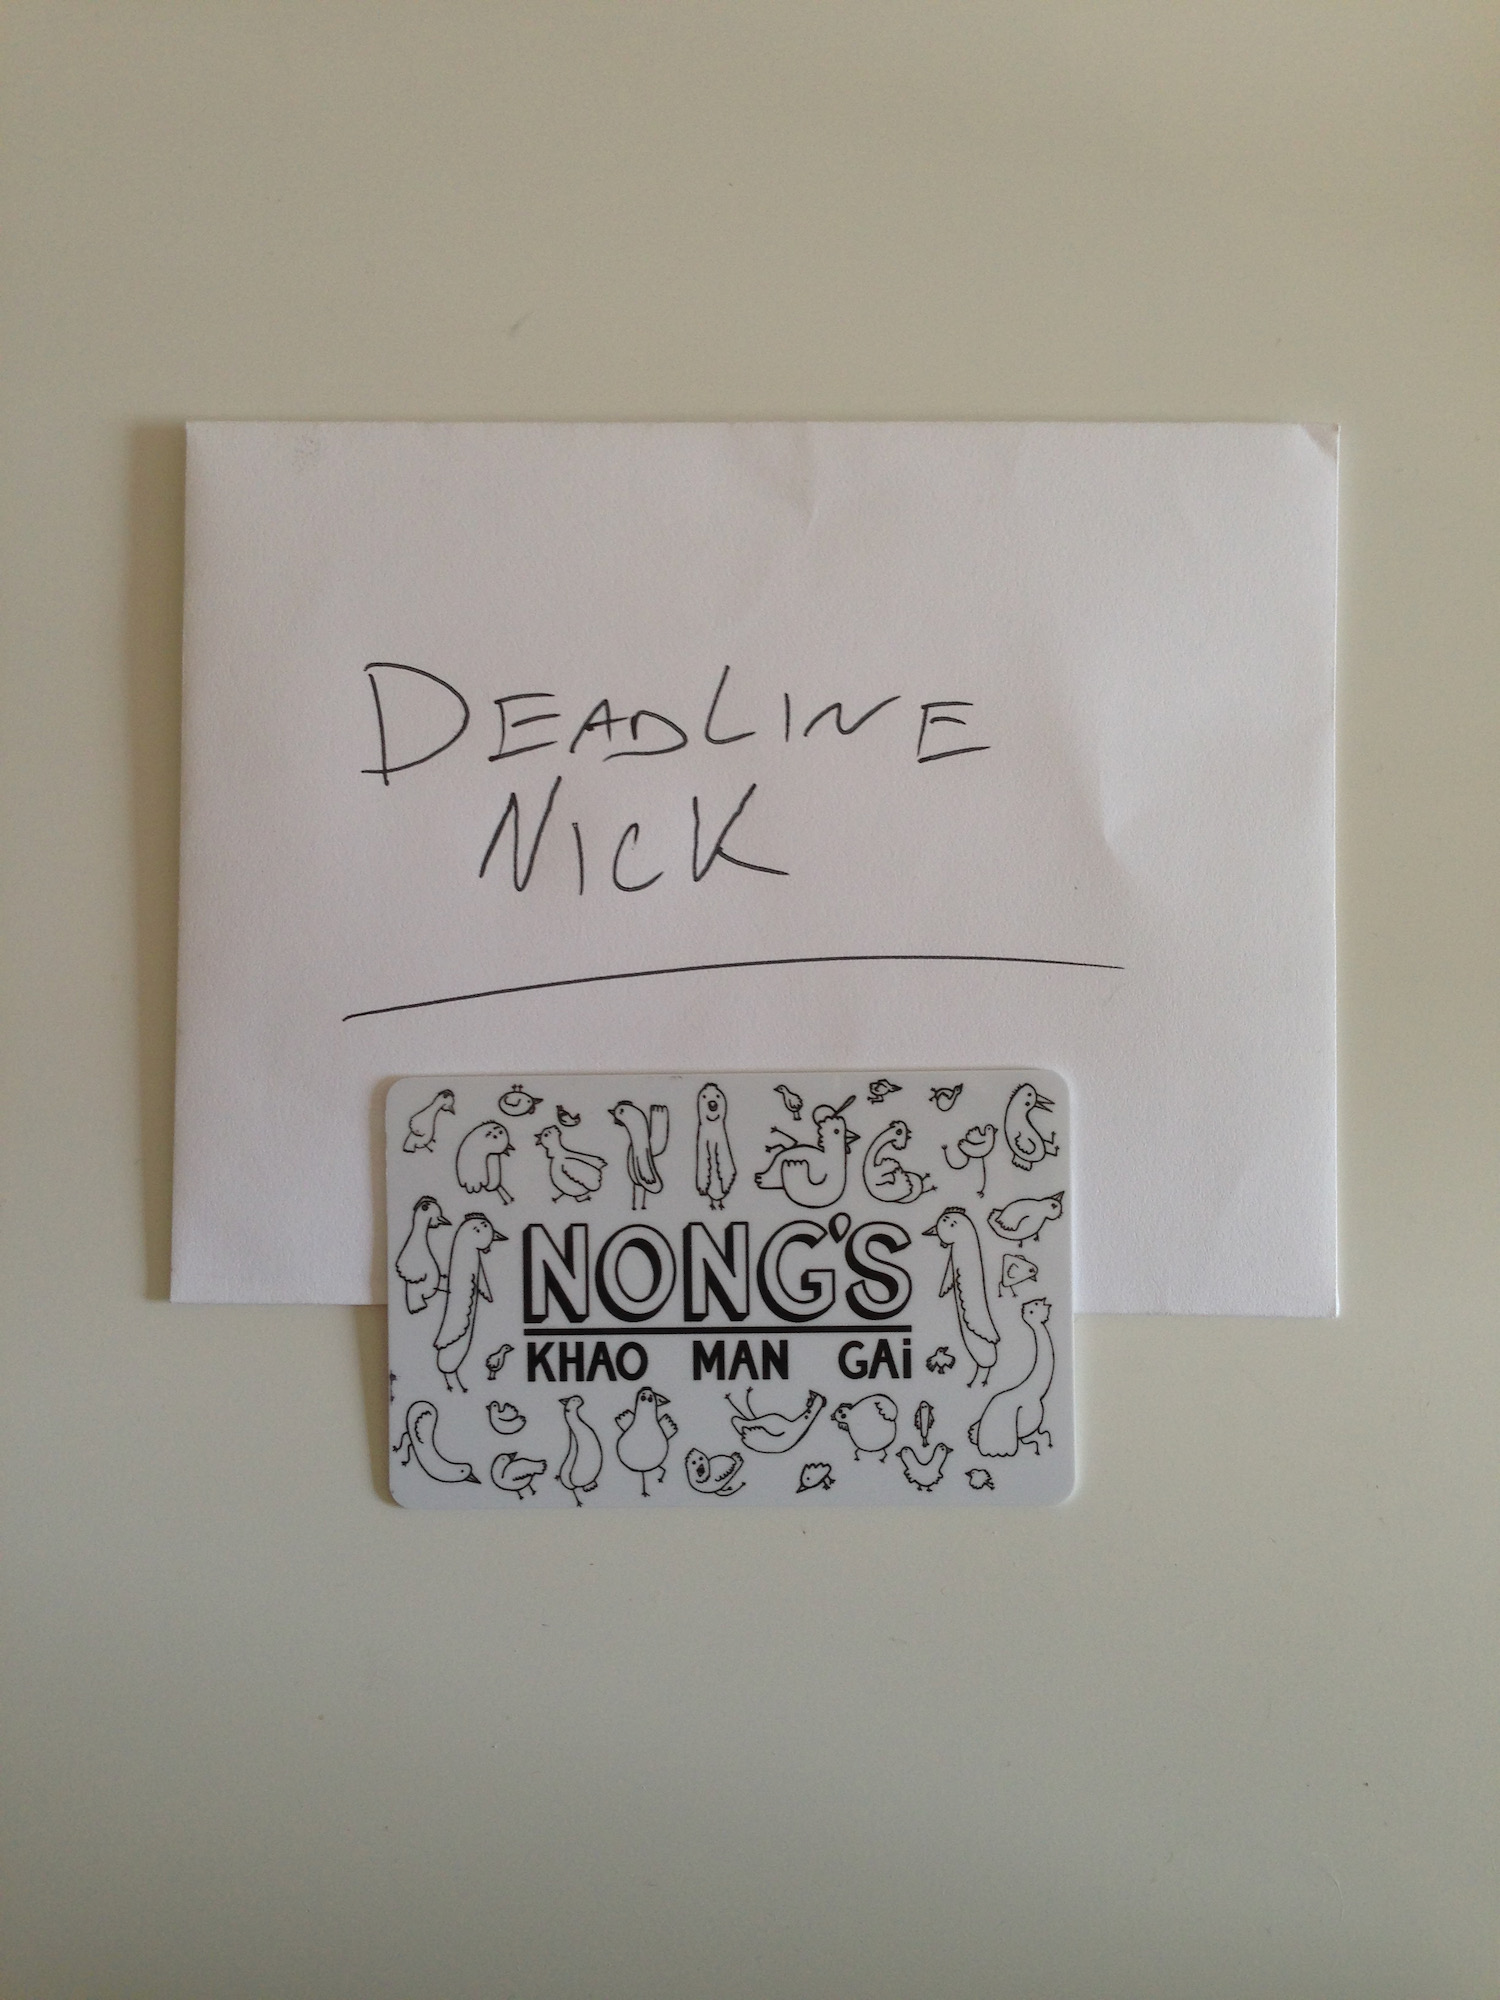 DEADLINE
NICK
NONG'S
KHAO MAN GAi